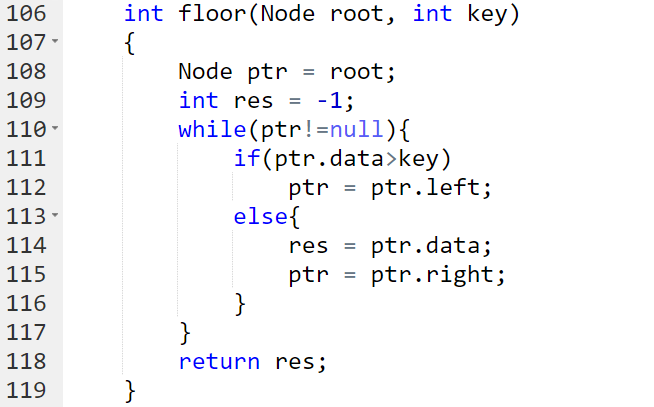 106 int floor(Node root, int key)
107 {
108 Node ptr = root;
109 int res = -1;
110 while(ptr!=null){
111 if(ptr.data>key)
112 ptr = ptr.left;
113 else{
114 res = ptr.data;
115 ptr = ptr.right;
116 }
117 }
118 return res;
119 }